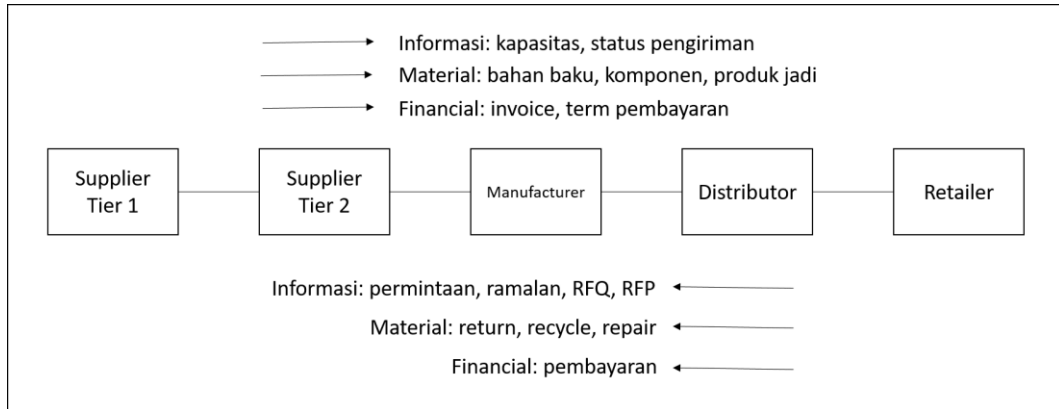 Informasi: kapasitas, status pengiriman
Material: bahan baku, komponen, produk jadi
Financial: invoice, term pembayaran
Supplier
Tier 1
Supplier
Tier 2
Manufacturer
Distributor
Retailer
Informasi: permintaan, ramalan, RFQ, RFP
Material: return, recycle, repair
Financial: pembayaran